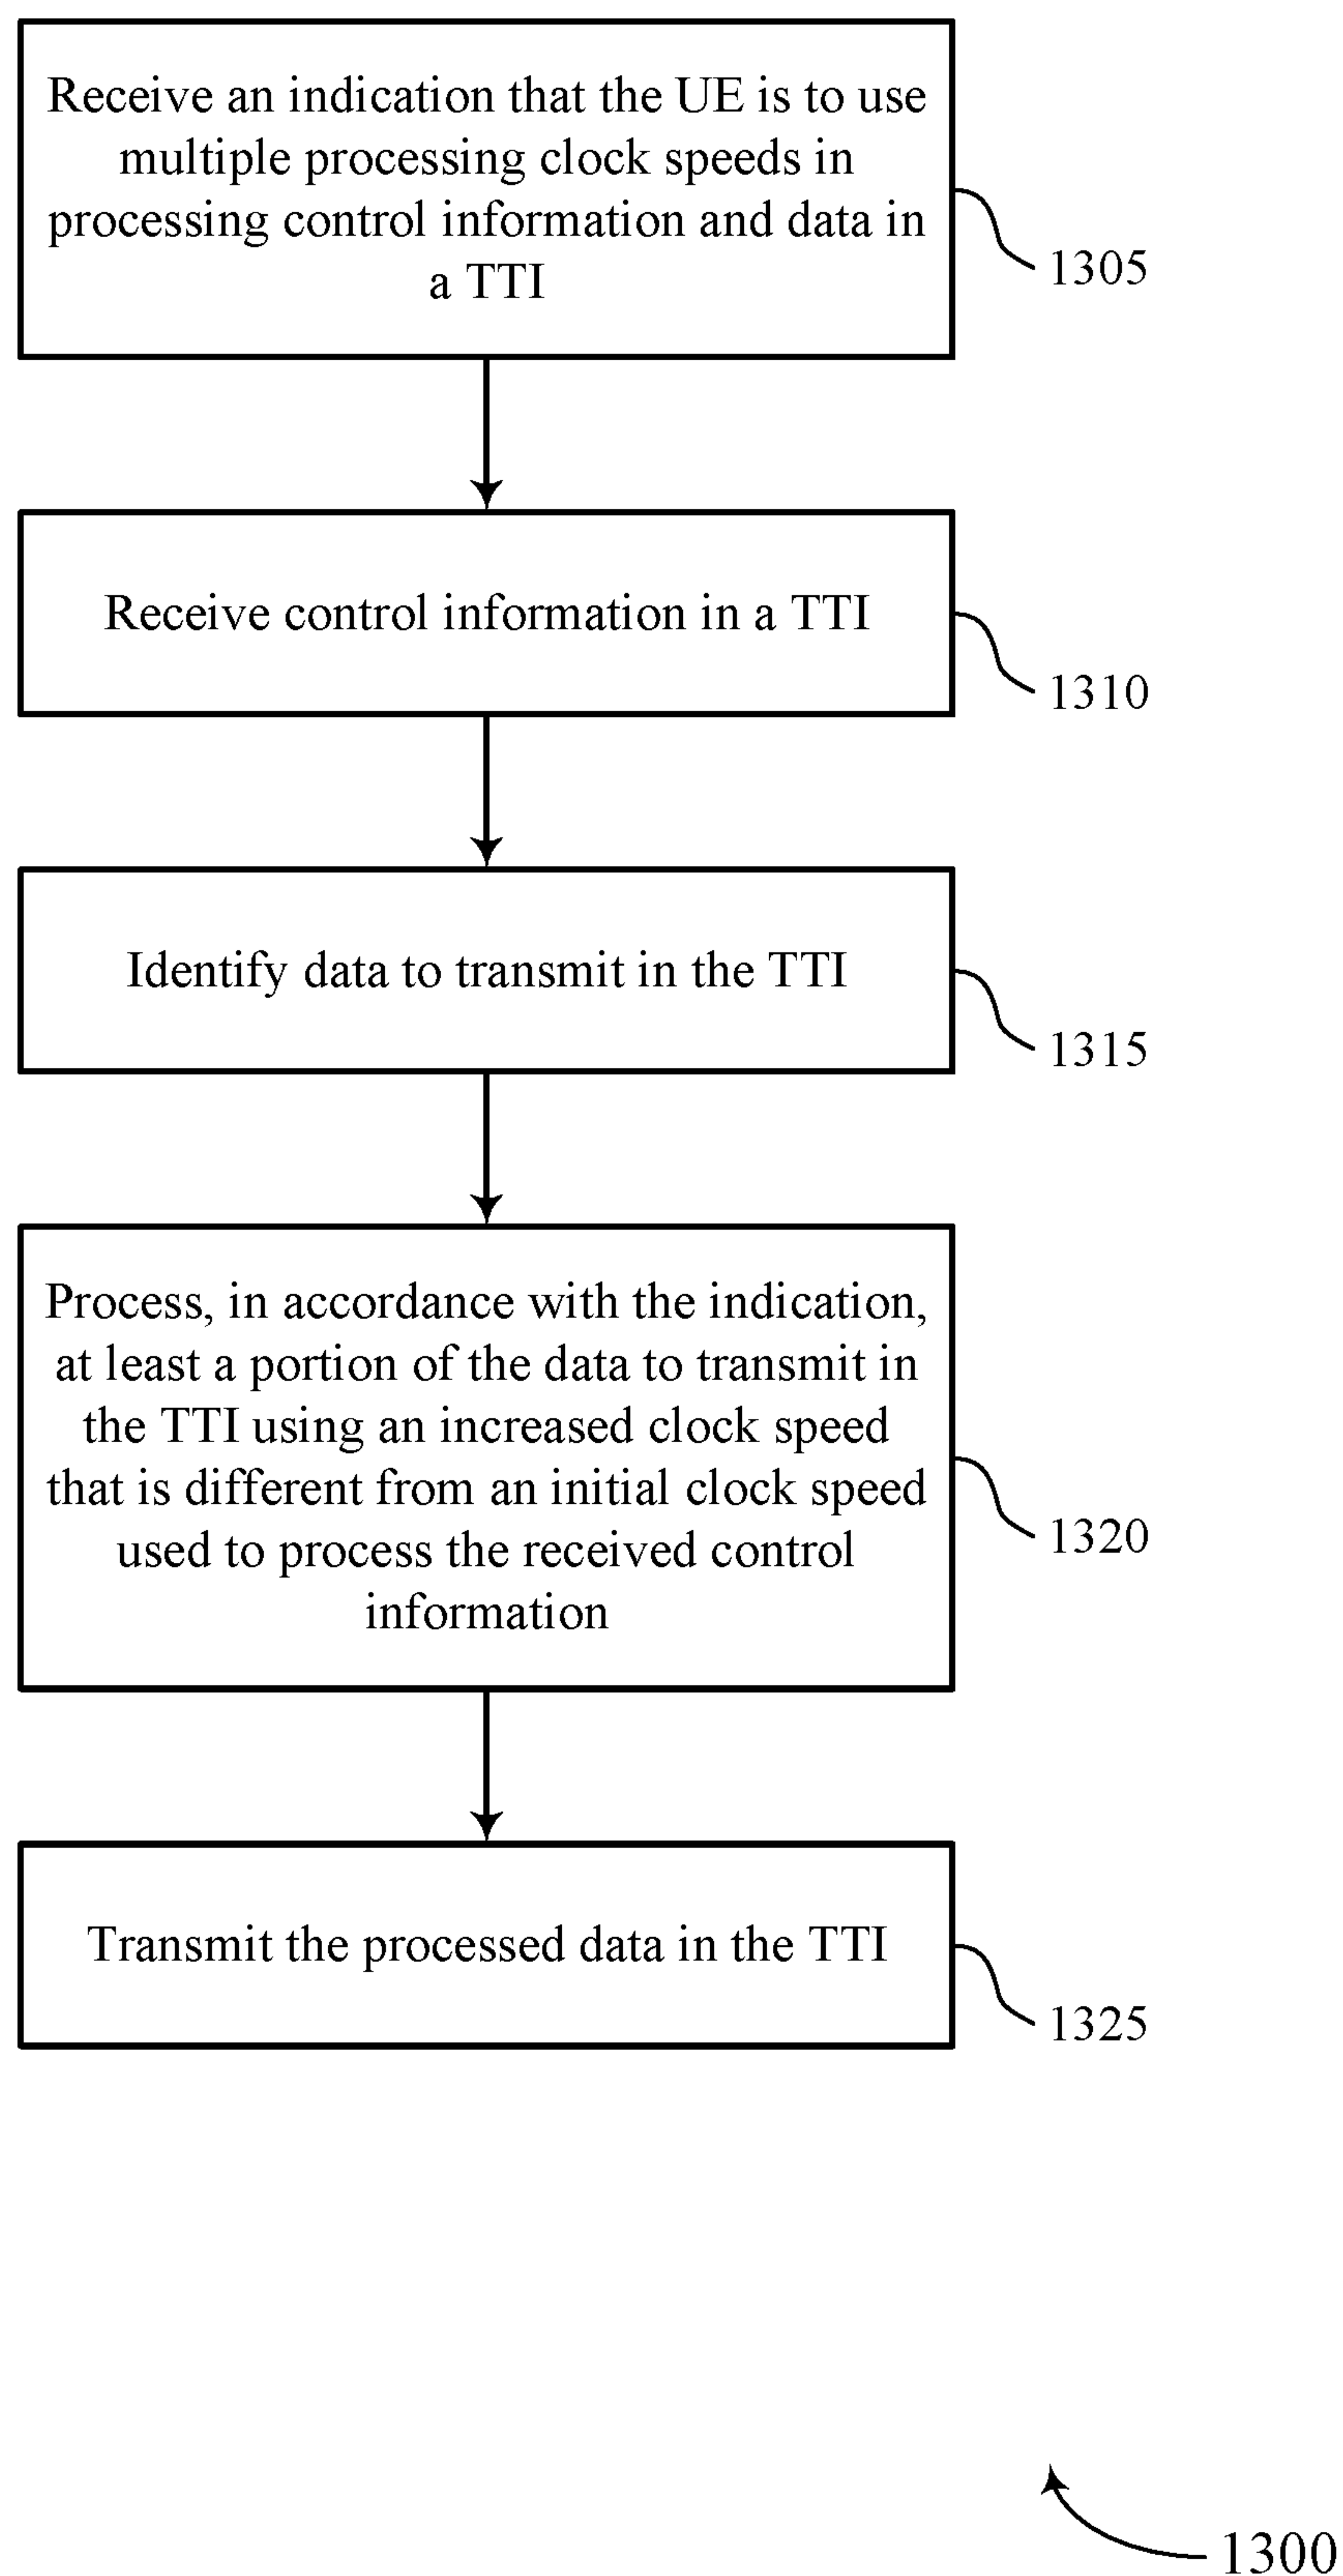 Receive an indication that the UE is to use
multiple processing clock speeds in
processing control information and data in
a TTI
1305
Receive control information in a TTI
1310
Identify data to transmit in the TTI
1315
Process, in accordance with the indication,
at least a portion of the data to transmit in
the TTI using an increased clock speed
that is different from an initial clock speed
used to process the received control
information
1320
Transmit the processed data in the TTI
1325
1300